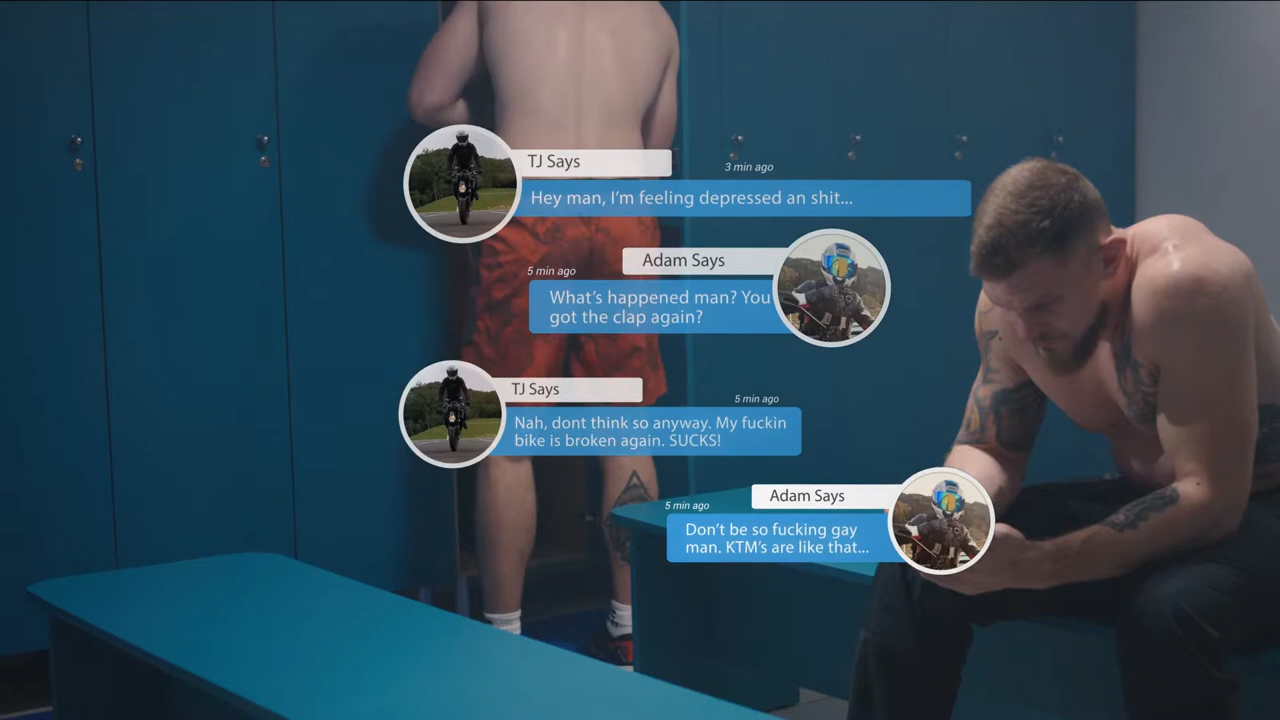 TJ Says
3 min ago
Hey man, I'm feeling depressed an shit...
Adam Says
5 min ago
What's happened man? You
got the clap again?
TJ Says
5 min ago
Nah, dont think so anyway. My fuckin
bike is broken again. SUCKS!
Adam Says
5 min ago
Don't be so fucking gay
man. KTM's are like that...